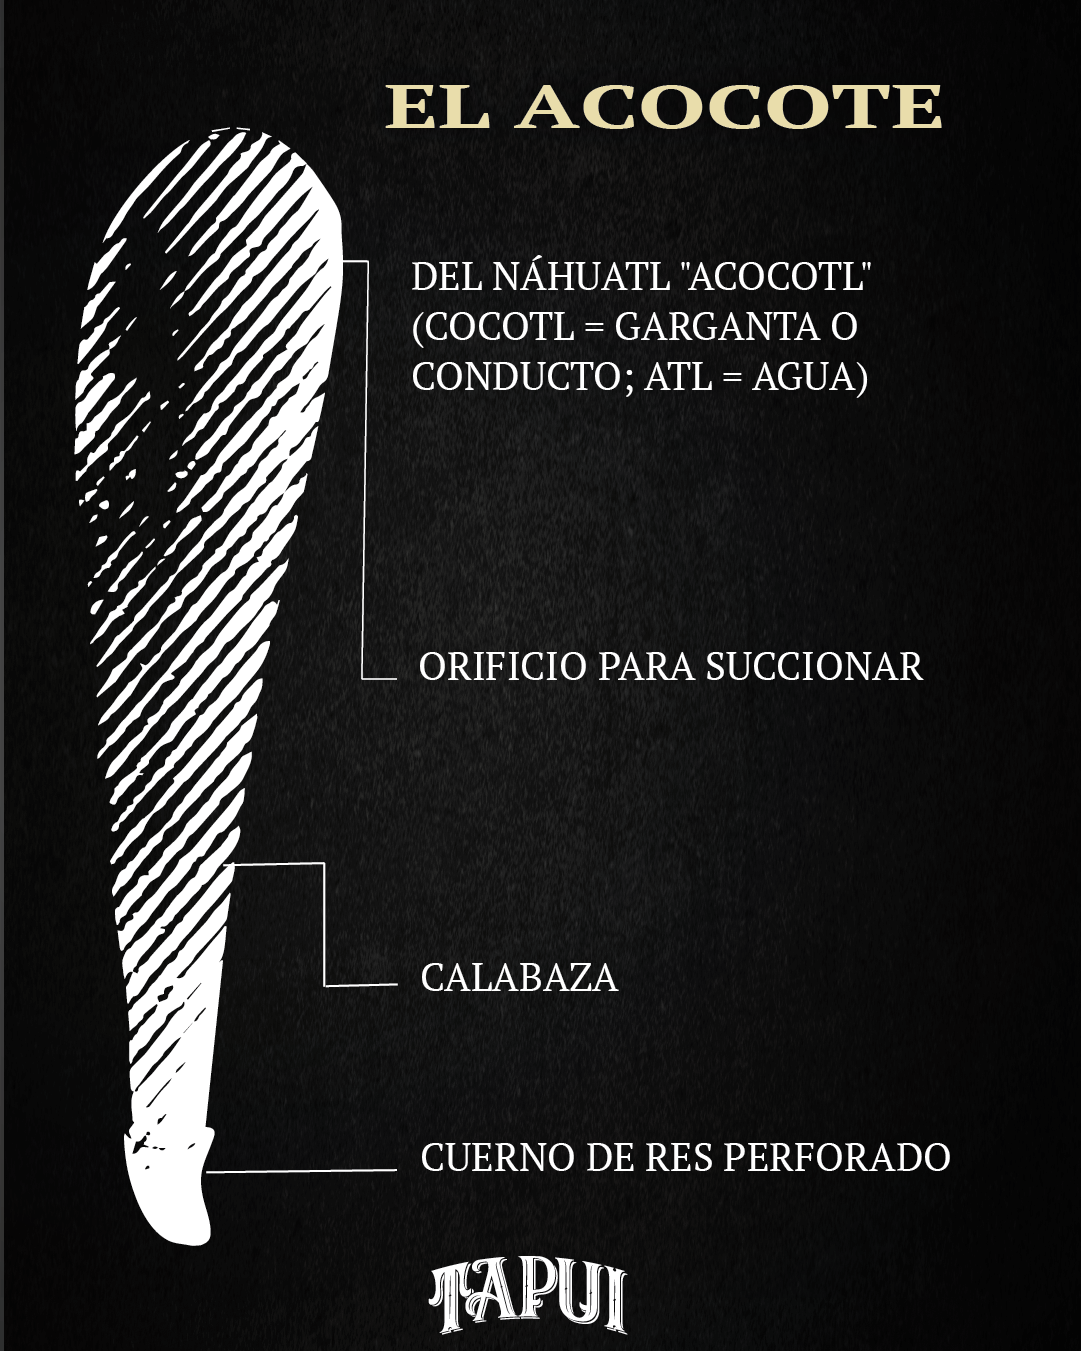 EL ACOCOTE
DEL NÁHUATL "ACOCOTL"
(COCOTL = GARGANTA O
CONDUCTO; ATL = AGUA)
ORIFICIO PARA SUCCIONAR
CALABAZA
CUERNO DE RES PERFORADO
TAPUI